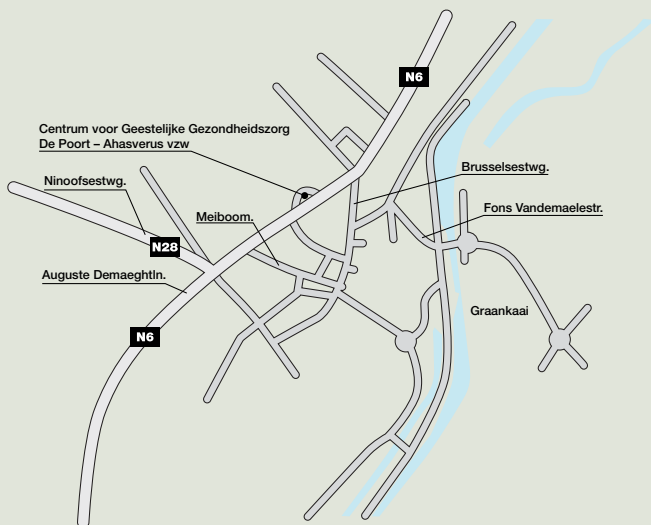 N6
Centrum voor Geestelijke Gezondheidszorg
De Poort – Ahasverus vzw
Brusselsestwg.
Ninoofsestwg.
Meiboom.
Fons Vandemaelestr.
N28
Auguste Demaeghtln.
Graankaai
N6